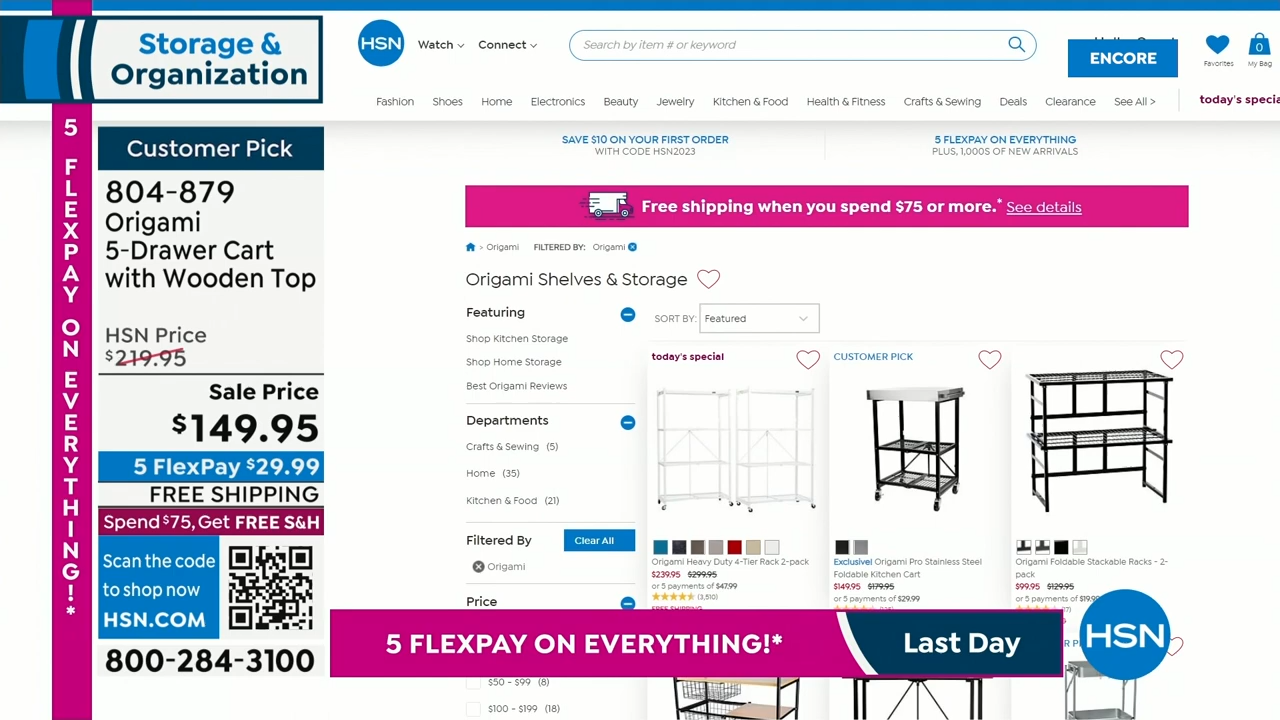 Storage &
Organization
5 FLEXPAY ON EVERYTHING!*
Customer Pick
804-879
Origami
5-Drawer Cart
with Wooden Top
HSN Price
$219.95
Sale Price
$149.95
5 FlexPay $29.99
FREE SHIPPING
Spend $75, Get FREE S&H
Scan the code
to shop now
HSN.COM
800-284-3100
HSN
Watch
Connect
Search by item # or keyword
ENCORE
Favorites
0
My Bag
Fashion
Shoes
Home
Electronics
Beauty
Jewelry
Kitchen & Food
Health & Fitness
Crafts & Sewing
Deals
Clearance
See All >
today's specia
SAVE $10 ON YOUR FIRST ORDER
WITH CODE HSN2023
5 FLEXPAY ON EVERYTHING
PLUS, 1,000S OF NEW ARRIVALS
Free shipping when you spend $75 or more.* See details
> Origami FILTERED BY: Origami
Origami Shelves & Storage
Featuring
Shop Kitchen Storage
Shop Home Storage
Best Origami Reviews
Departments
Crafts & Sewing (5)
Home (35)
Kitchen & Food (21)
Filtered By
Clear All
Origami
Price
$50 - $99 (8)
$100 - $199 (18)
SORT BY: Featured
today's special
Origami Heavy Duty 4-Tier Rack 2-pack
$239.95 $299.95
or 5 payments of $47.99
(3,510)
FREE SHIPPING
CUSTOMER PICK
Exclusive! Origami Pro Stainless Steel
Foldable Kitchen Cart
$149.95 $179.95
or 5 payments of $29.99
Origami Foldable Stackable Racks - 2-
pack
$99.95 $129.95
or 5 payments of $19.99
5 FLEXPAY ON EVERYTHING!*
Last Day
HSN